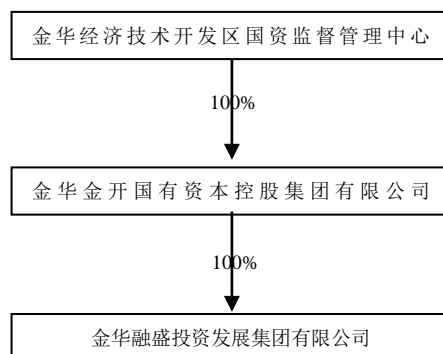 金华经济技术开发区国资监督管理中心
100%
金华金开国有资本控股集团有限公司
100%
金华融盛投资发展集团有限公司